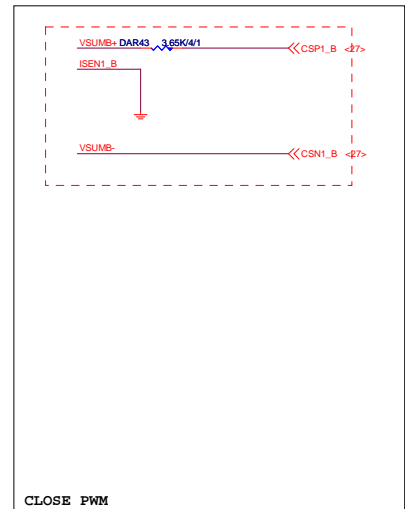 VSUMB+ DAR43 3.65K/4/1 CSP1_B <27>
ISEN1_B
VSUMB- CSN1_B <27>
CLOSE PWM